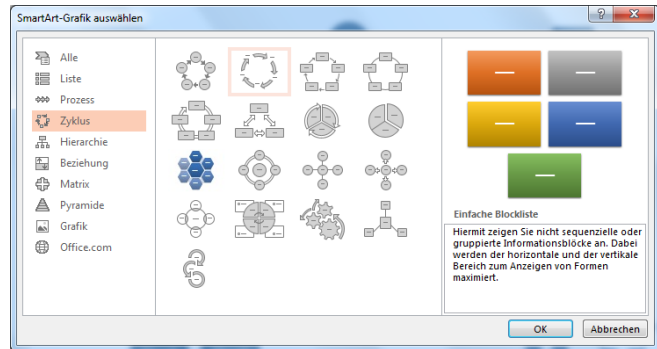 SmartArt-Grafik auswählen
Alle
Liste
Prozess
Zyklus
Hierarchie
Beziehung
Matrix
Pyramide
Grafik
Office.com
Einfache Blockliste
Hiermit zeigen Sie nicht sequenzielle oder
gruppierte Informationsblöcke an. Dabei
werden der horizontale und der vertikale
Bereich zum Anzeigen von Formen
maximiert.
OK
Abbrechen